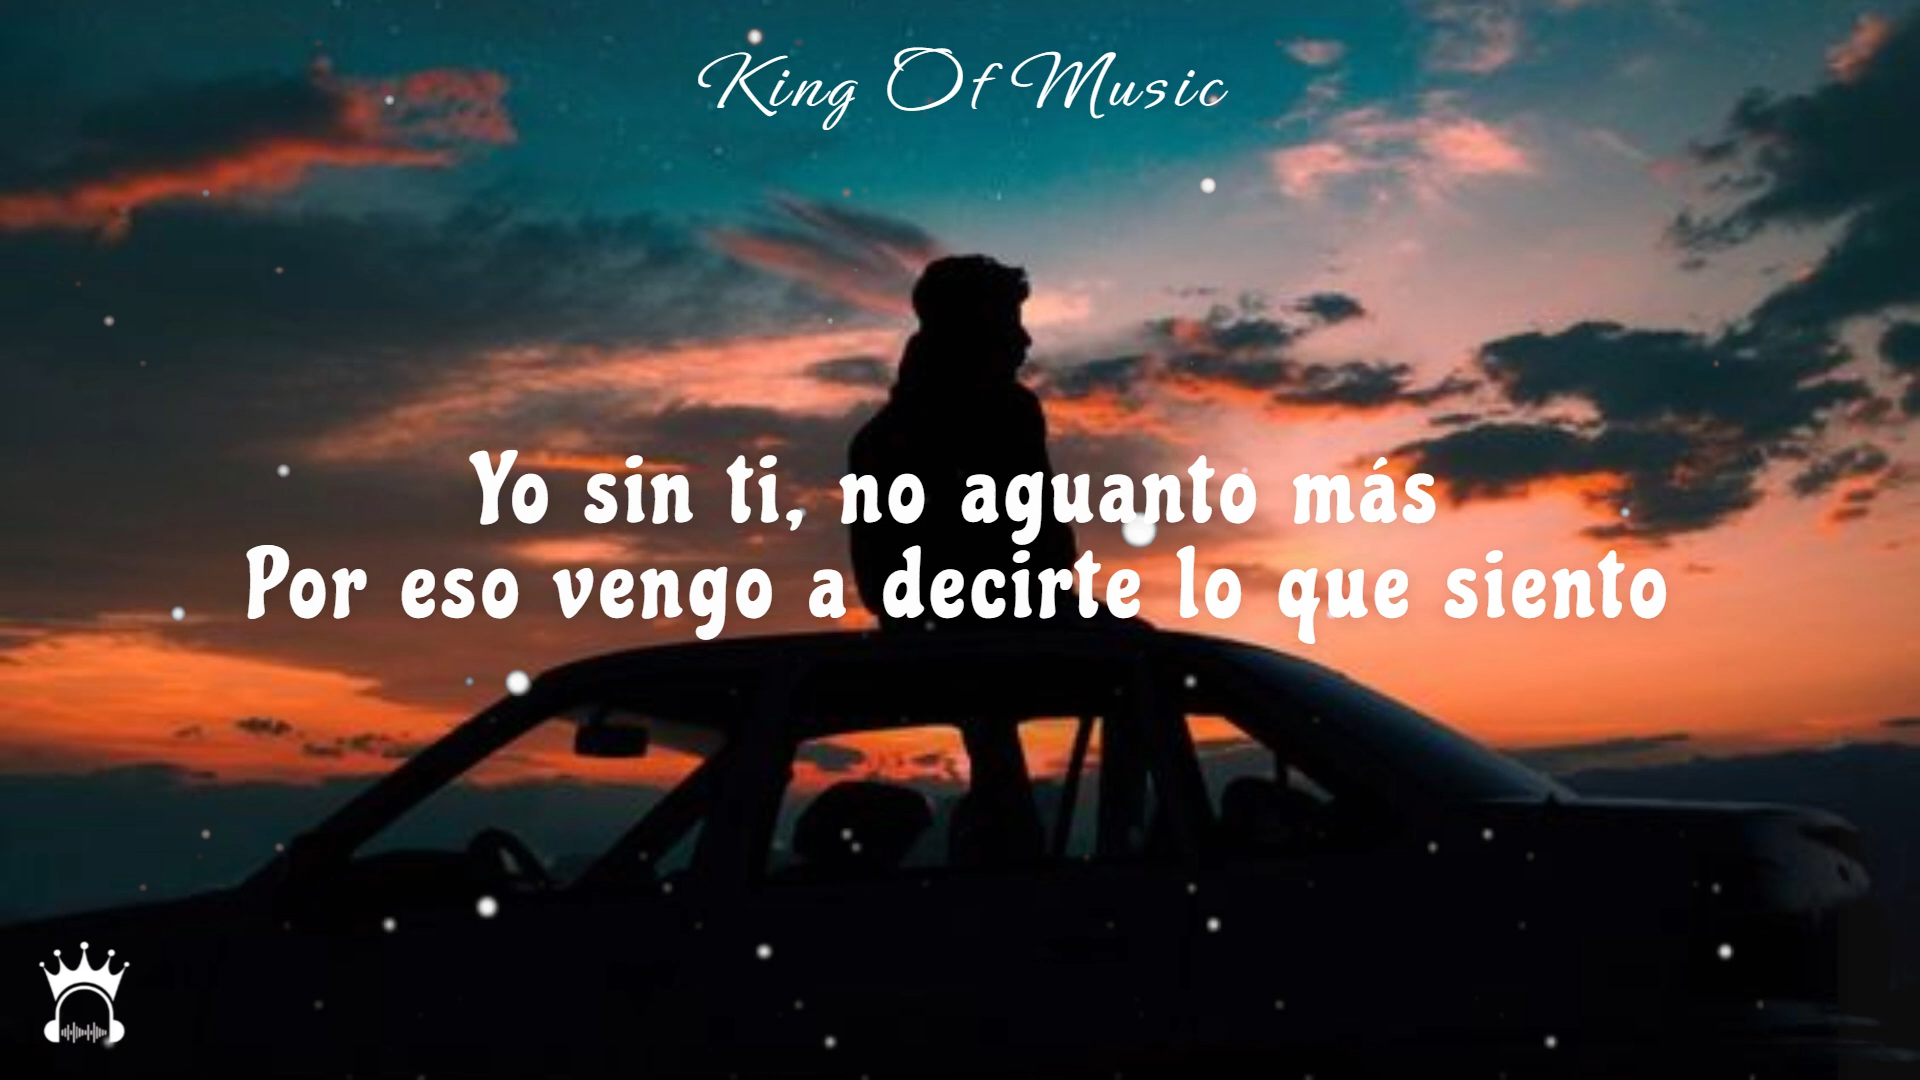 King Of Music
Yo sin ti, no aguanto más
Por eso vengo a decirte lo que siento